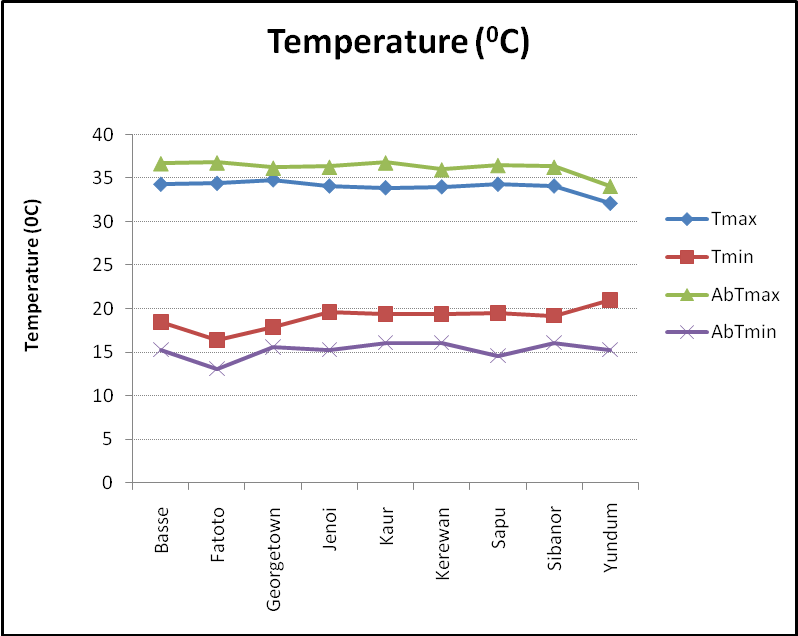 Temperature (⁰C)
Temperature (0C)
40
35
30
25
20
15
10
5
0
Basse
Fatoto
Georgetown
Jenoi
Kaur
Kerewan
Sapu
Sibanor
Yundum
Tmax
Tmin
AbTmax
AbTmin